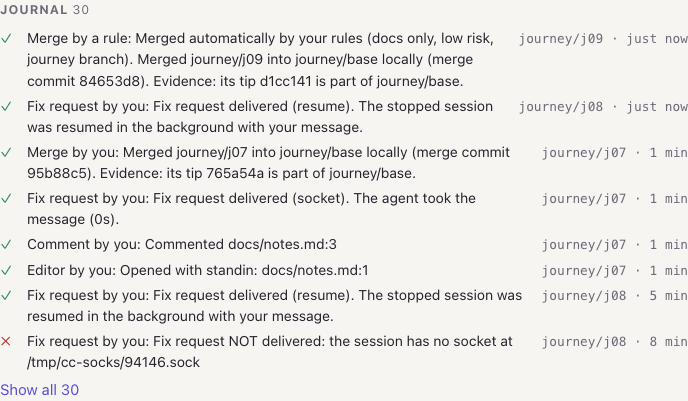 JOURNAL 30
Merge by a rule: Merged automatically by your rules (docs only, low risk, journey/j09 · just now
journey branch). Merged journey/j09 into journey/base locally (merge
commit 84653d8). Evidence: its tip d1cc141 is part of journey/base.
Fix request by you: Fix request delivered (resume). The stopped session journey/j08 · just now
was resumed in the background with your message.
Merge by you: Merged journey/j07 into journey/base locally (merge commit journey/j07 · 1 min
95b88c5). Evidence: its tip 765a54a is part of journey/base.
Fix request by you: Fix request delivered (socket). The agent took the journey/j07 · 1 min
message (0s).
Comment by you: Commented docs/notes.md:3 journey/j07 · 1 min
Editor by you: Opened with standin: docs/notes.md:1 journey/j07 · 1 min
Fix request by you: Fix request delivered (resume). The stopped session was journey/j08 · 5 min
resumed in the background with your message.
Fix request by you: Fix request NOT delivered: the session has no socket at journey/j08 · 8 min
/tmp/cc-socks/94146.sock
Show all 30